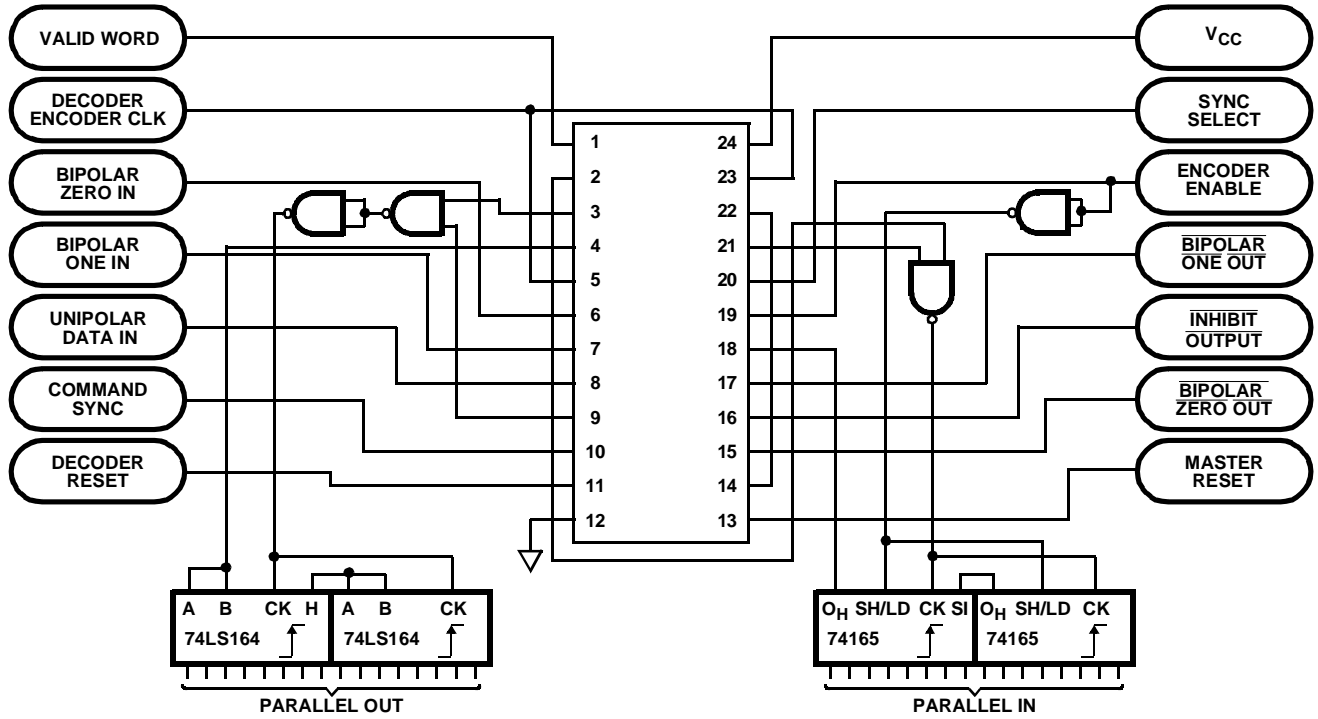 VALID WORD
DECODER
ENCODER CLK
BIPOLAR
ZERO IN
BIPOLAR
ONE IN
UNIPOLAR
DATA IN
COMMAND
SYNC
DECODER
RESET
1
2
3
4
5
6
7
8
9
10
11
12
24
23
22
21
20
19
18
17
16
15
14
13
VCC
SYNC
SELECT
ENCODER
ENABLE
BIPOLAR
ONE OUT
INHIBIT
OUTPUT
BIPOLAR
ZERO OUT
MASTER
RESET
A B CK H A B CK
74LS164 74LS164
PARALLEL OUT
OH SH/LD CK SI OH SH/LD CK
74165 74165
PARALLEL IN